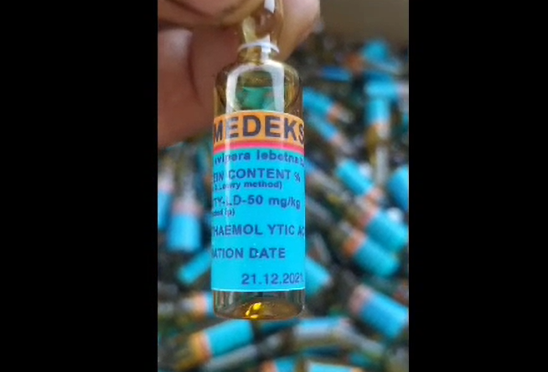 MEDEKS
vipera lebetna
EIN CONTENT %
Lowry method)
TY-LD-50 mg/kg
HAEMOL YTIC AC
ATION DATE
21.12.202